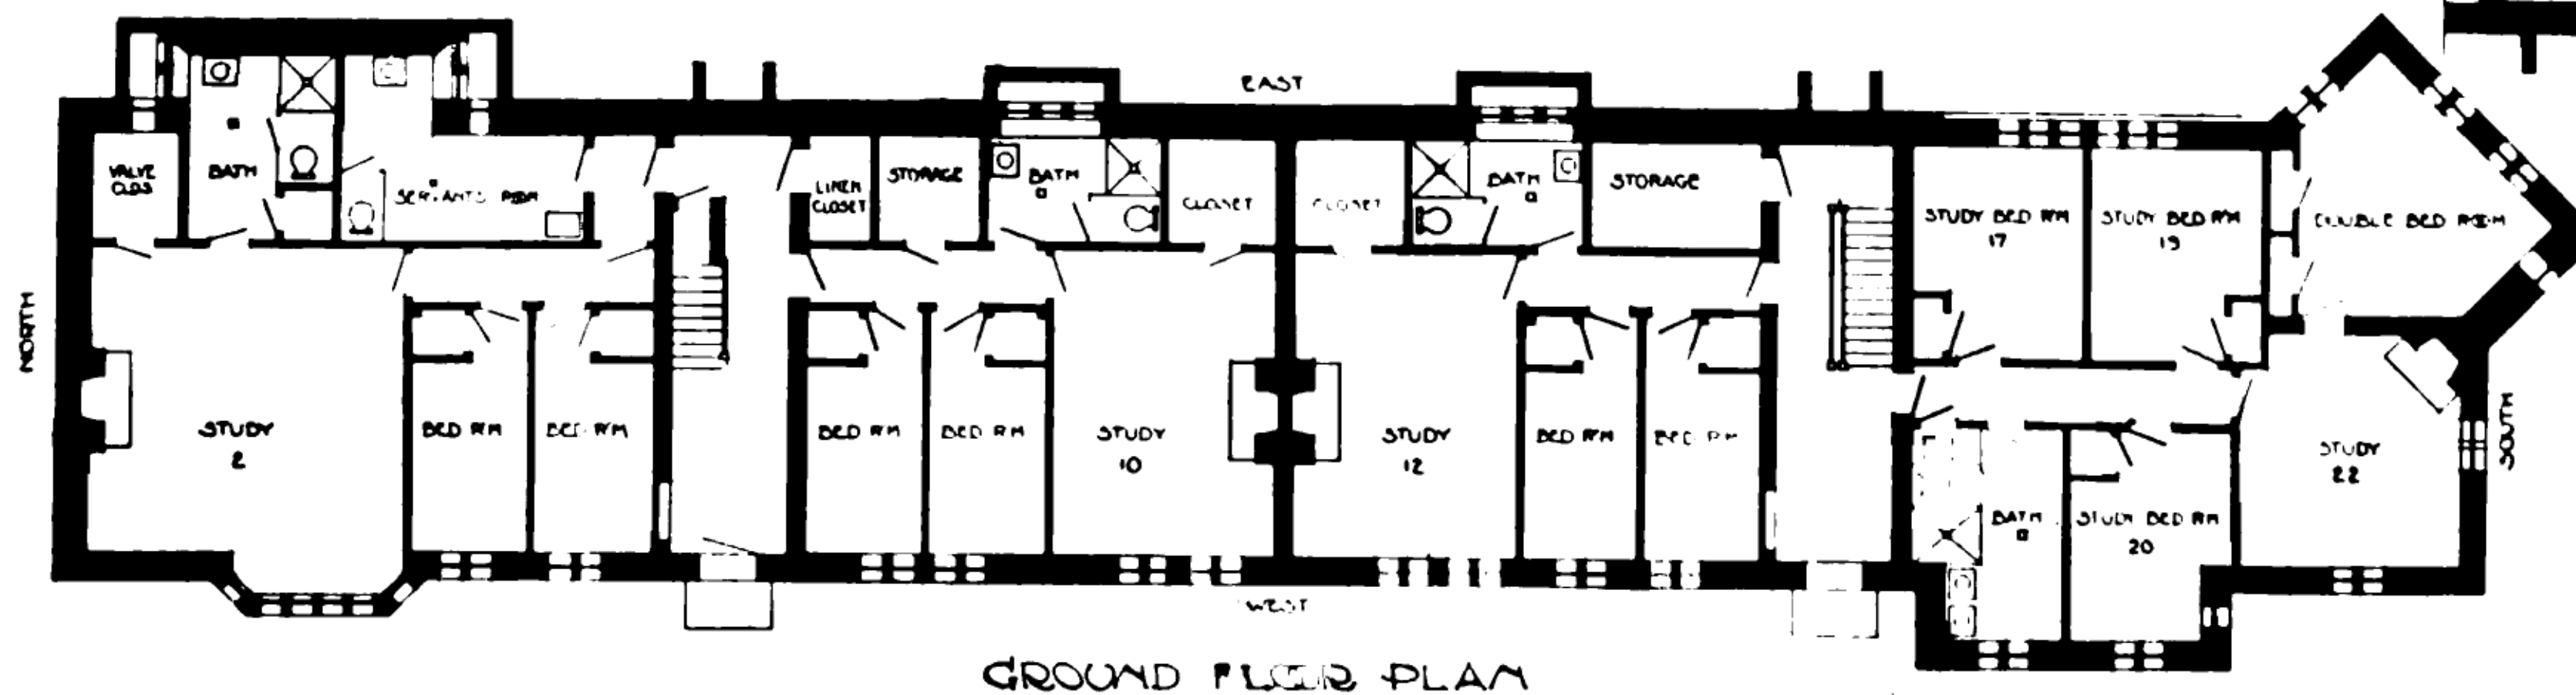 EAST
VALVE
CLOS
BATH
SERVANTS RM
LINEN
CLOSET
STORAGE
BATH
CLOSET
CLOSET
BATH
STORAGE
STUDY BED RM
17
STUDY BED RM
19
DOUBLE BED ROOM
NORTH
STUDY
2
BED RM
BED RM
BED RM
BED RM
STUDY
10
STUDY
12
BED RM
BED RM
BATH
STUDY BED RM
20
STUDY
22
SOUTH
WEST
GROUND FLOOR PLAN